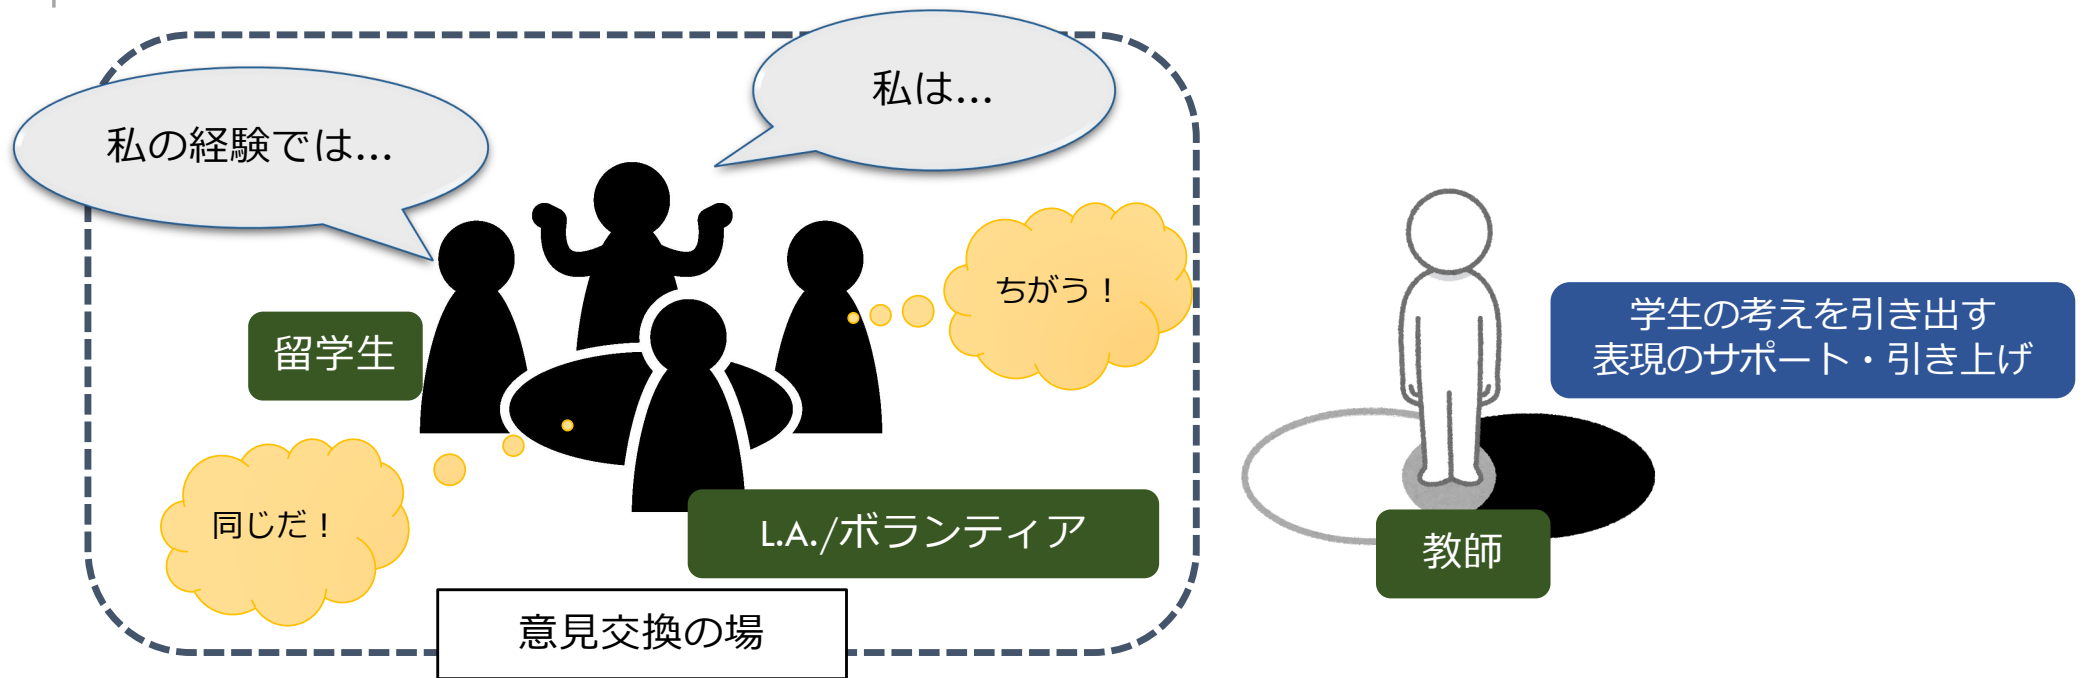 私は…
私の経験では…
ちがう！
留学生
学生の考えを引き出す
表現のサポート・引き上げ
同じだ！
L.A./ボランティア
教師
意見交換の場